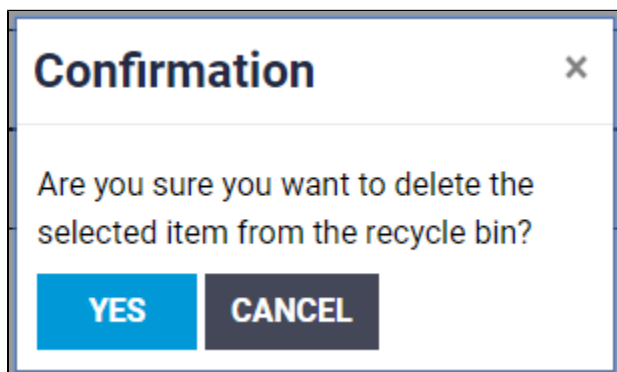 Confirmation ×
Are you sure you want to delete the
selected item from the recycle bin?
YES CANCEL